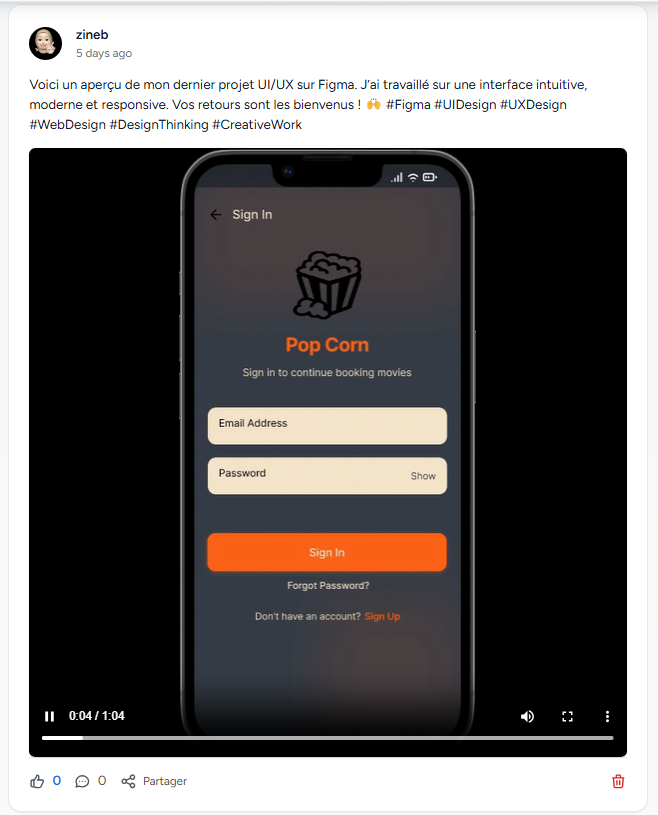 zineb
5 days ago
Voici un aperçu de mon dernier projet UI/UX sur Figma. J’ai travaillé sur une interface intuitive,
moderne et responsive. Vos retours sont les bienvenus ! 🙌 #Figma #UIDesign #UXDesign
#WebDesign #DesignThinking #CreativeWork
Sign In
Pop Corn
Sign in to continue booking movies
Email Address
Password Show
Sign In
Forgot Password?
Don't have an account? Sign Up
0:04 / 1:04
0 0 Partager